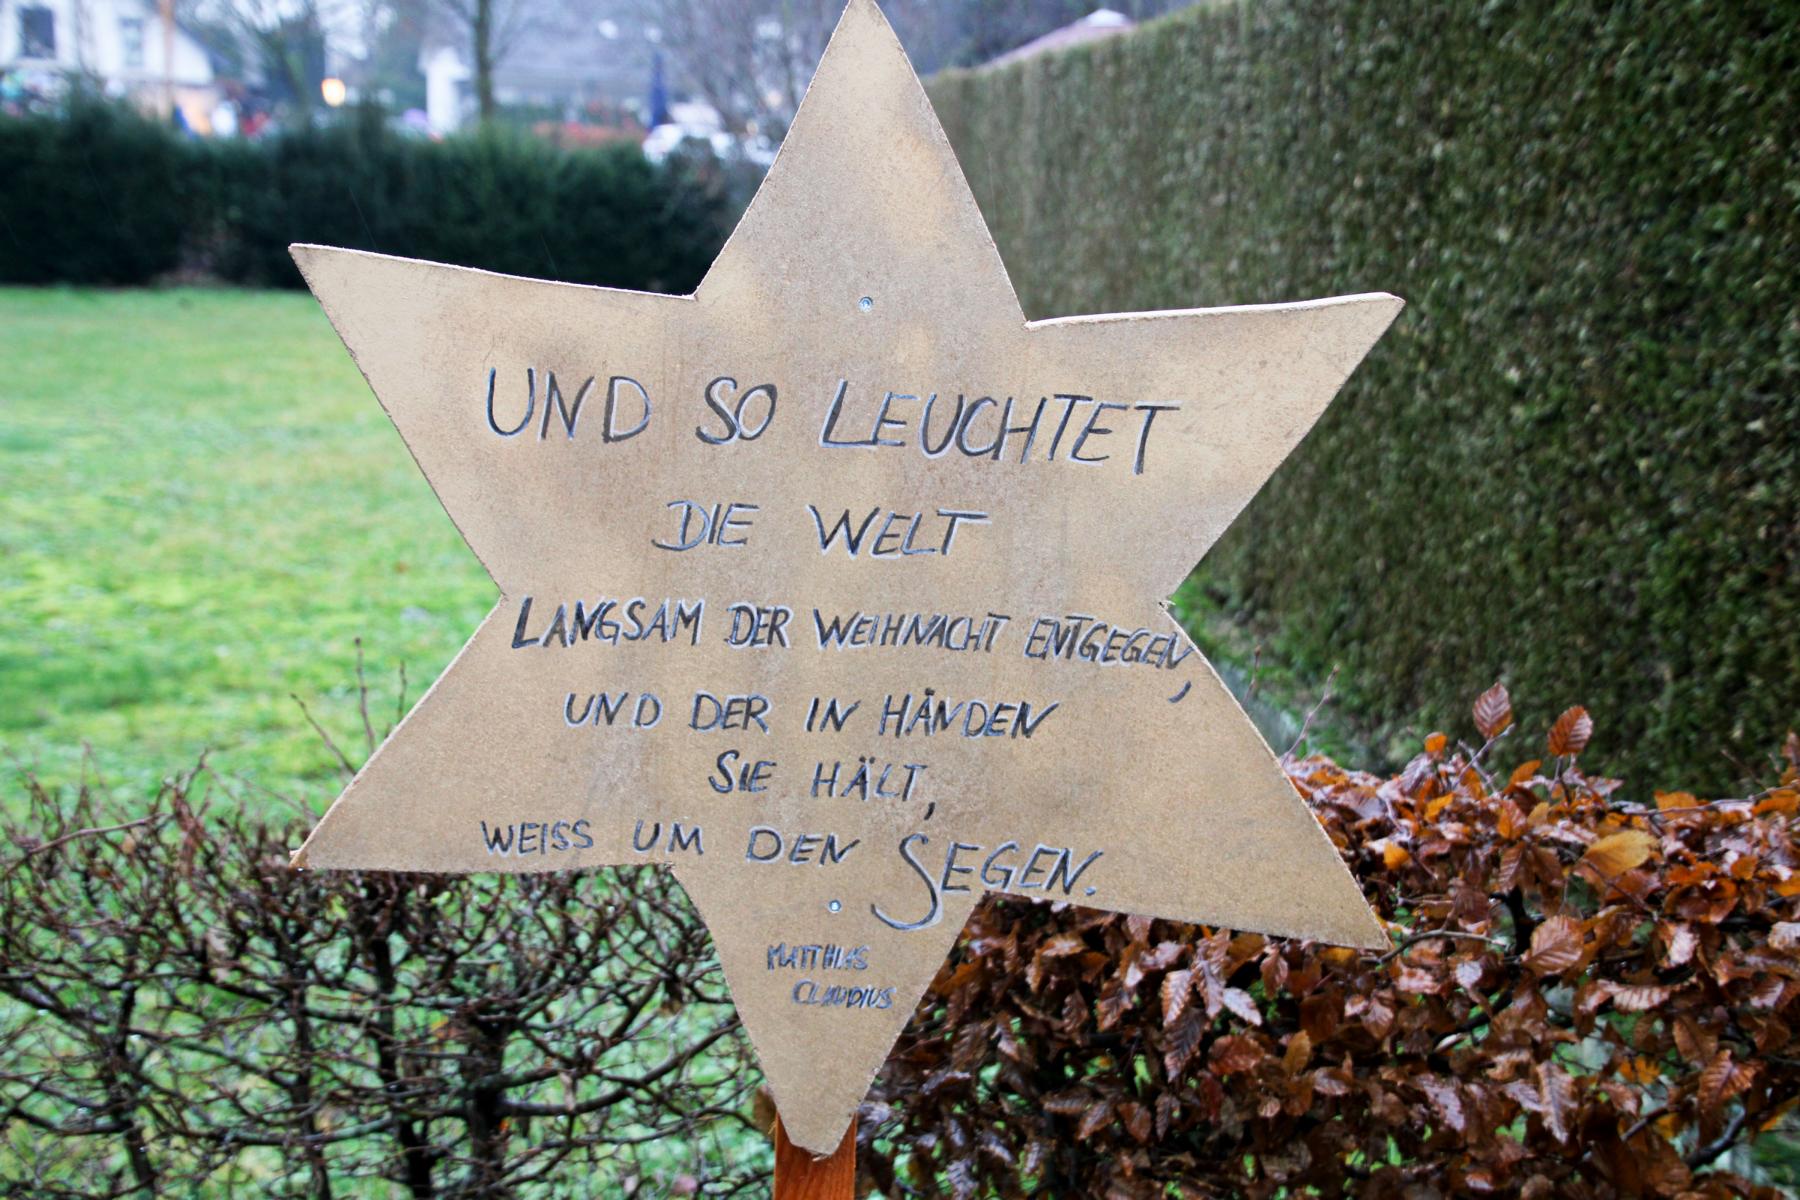 UND SO LEUCHTET
DIE WELT
LANGSAM DER WEIHNACHT ENTGEGEN,
UND DER IN HÄNDEN
SIE HÄLT,
WEISS UM DEN SEGEN.
MATTHIAS
CLAUDIUS